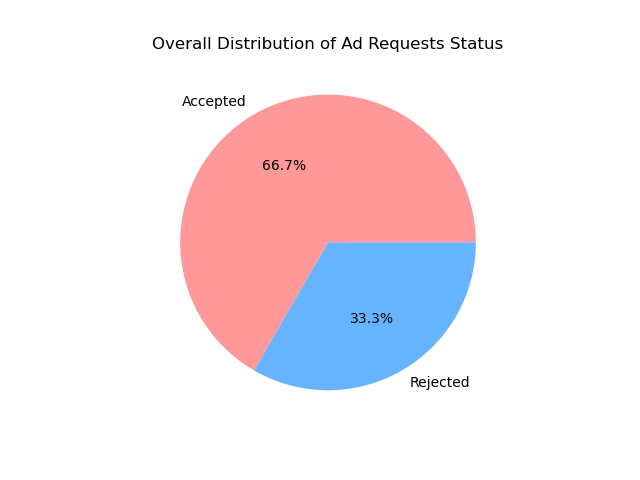 Overall Distribution of Ad Requests Status
Accepted
66.7%
33.3%
Rejected